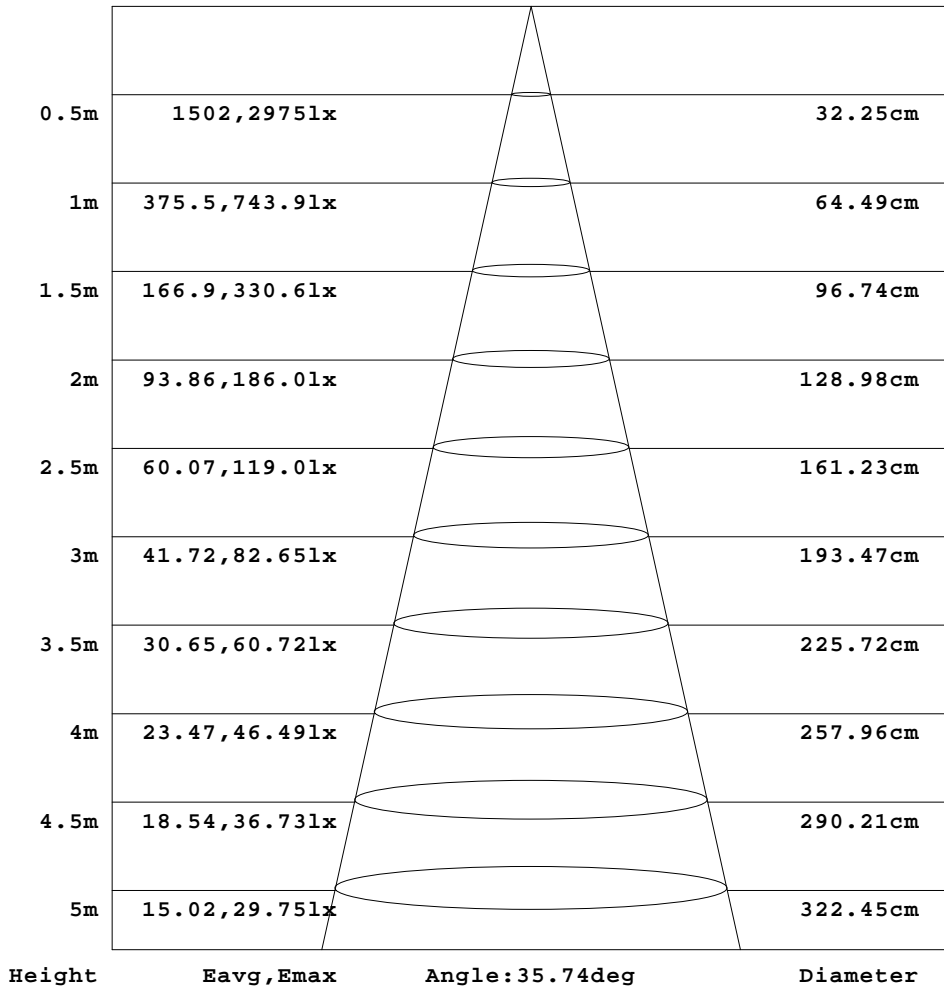 0.5m 1502,2975lx 32.25cm
1m 375.5,743.9lx 64.49cm
1.5m 166.9,330.6lx 96.74cm
2m 93.86,186.0lx 128.98cm
2.5m 60.07,119.0lx 161.23cm
3m 41.72,82.65lx 193.47cm
3.5m 30.65,60.72lx 225.72cm
4m 23.47,46.49lx 257.96cm
4.5m 18.54,36.73lx 290.21cm
5m 15.02,29.75lx 322.45cm
Height Eavg,Emax Angle:35.74deg Diameter